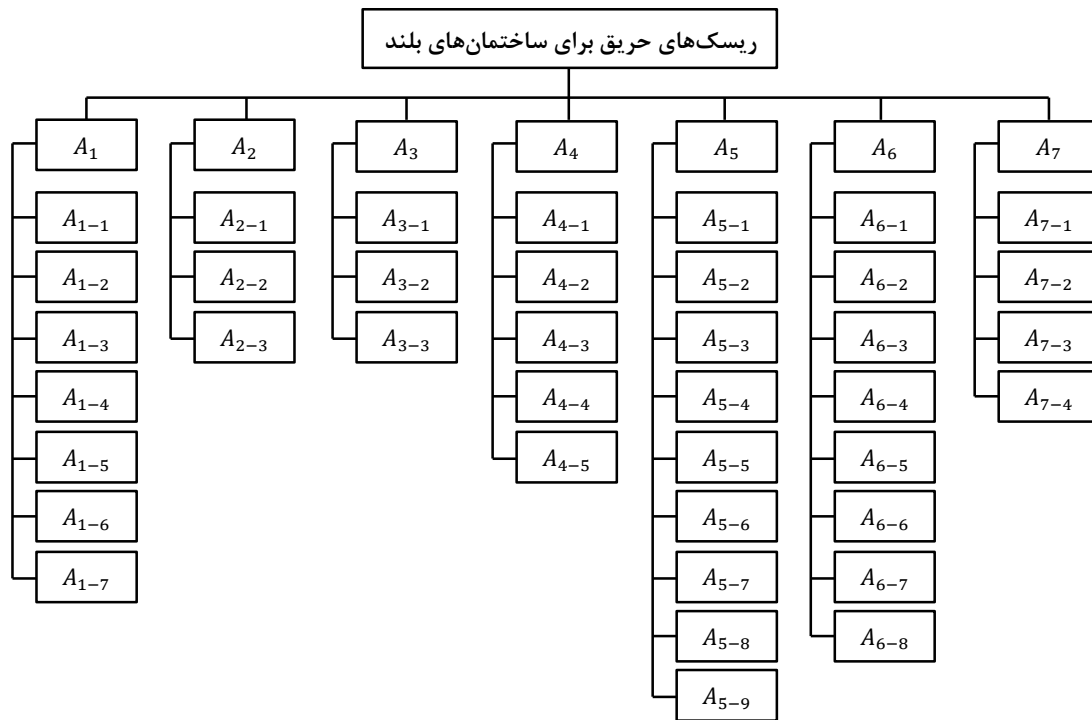 ریسک‌های حریق برای ساختمان‌های بلند
A₁ A₂ A₃ A₄ A₅ A₆ A₇
A₁₋₁ A₂₋₁ A₃₋₁ A₄₋₁ A₅₋₁ A₆₋₁ A₇₋₁
A₁₋₂ A₂₋₂ A₃₋₂ A₄₋₂ A₅₋₂ A₆₋₂ A₇₋₂
A₁₋₃ A₂₋₃ A₃₋₃ A₄₋₃ A₅₋₃ A₆₋₃ A₇₋₃
A₁₋₄ A₄₋₄ A₅₋₄ A₆₋₄ A₇₋₄
A₁₋₅ A₄₋₅ A₅₋₅ A₆₋₅
A₁₋₆ A₅₋₆ A₆₋₆
A₁₋₇ A₅₋₇ A₆₋₇
A₅₋₈ A₆₋₈
A₅₋₉